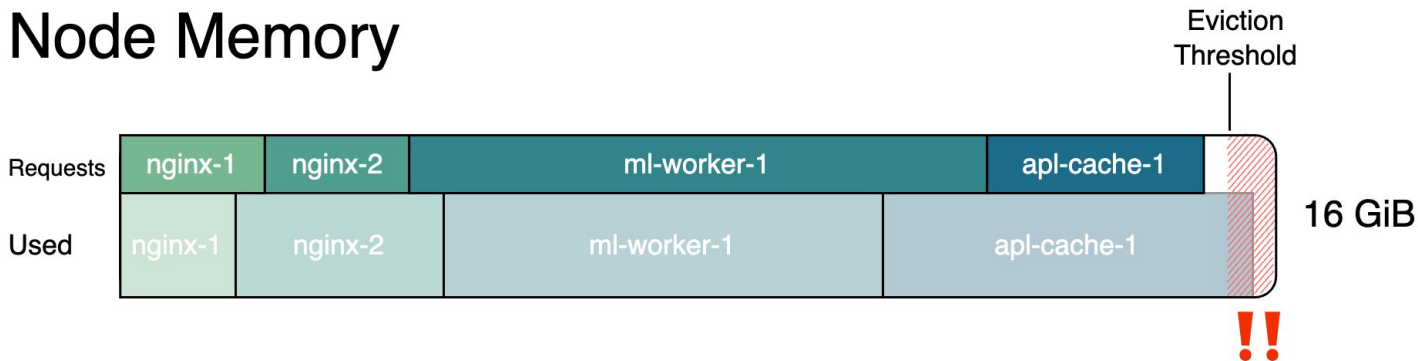 Node Memory
Eviction
Threshold
Requests
nginx-1
nginx-2
ml-worker-1
apl-cache-1
16 GiB
Used
nginx-1
nginx-2
ml-worker-1
apl-cache-1
!!